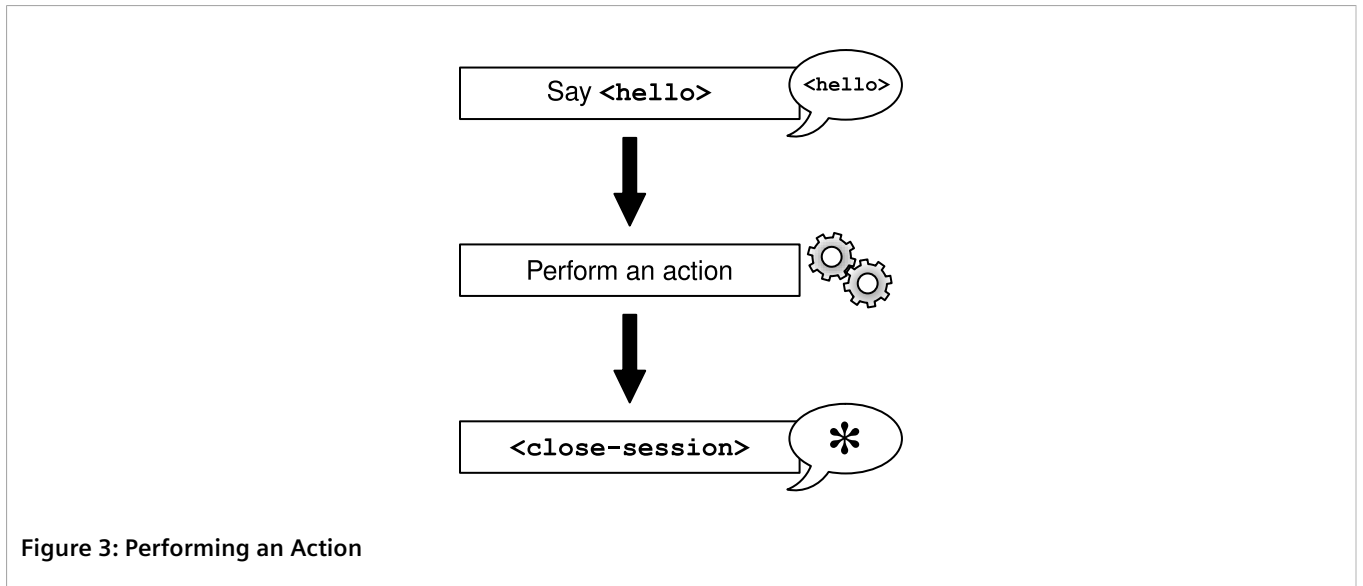 Say <hello>
<hello>
Perform an action
<close-session>
*
Figure 3: Performing an Action